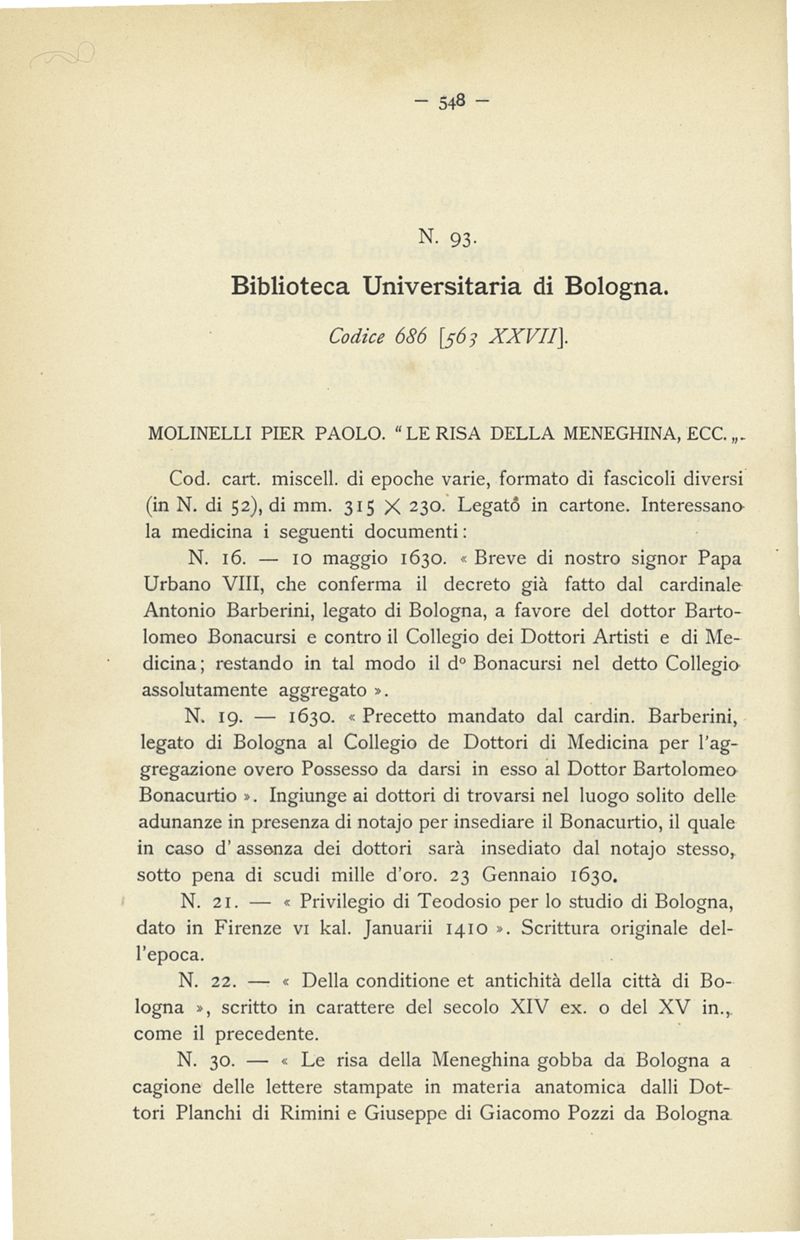 — 548 —
N. 93.
Biblioteca Universitaria di Bologna.
Codice 686 [563 XXVII].
MOLINELLI PIER PAOLO. "LE RISA DELLA MENEGHINA, ECC.„.
Cod. cart. miscell. di epoche varie, formato di fascicoli diversi
(in N. di 52), di mm. 315 × 230. Legato in cartone. Interessano
la medicina i seguenti documenti:
N. 16. — 10 maggio 1630. « Breve di nostro signor Papa
Urbano VIII, che conferma il decreto già fatto dal cardinale
Antonio Barberini, legato di Bologna, a favore del dottor Barto-
lomeo Bonacursi e contro il Collegio dei Dottori Artisti e di Me-
dicina; restando in tal modo il dº Bonacursi nel detto Collegio
assolutamente aggregato ».
N. 19. — 1630. « Precetto mandato dal cardin. Barberini,
legato di Bologna al Collegio de Dottori di Medicina per l'ag-
gregazione overo Possesso da darsi in esso al Dottor Bartolomeo
Bonacurtio ». Ingiunge ai dottori di trovarsi nel luogo solito delle
adunanze in presenza di notajo per insediare il Bonacurtio, il quale
in caso d' assenza dei dottori sarà insediato dal notajo stesso,
sotto pena di scudi mille d'oro. 23 Gennaio 1630.
N. 21. — « Privilegio di Teodosio per lo studio di Bologna,
dato in Firenze VI kal. Januarii 1410 ». Scrittura originale del-
l'epoca.
N. 22. — « Della conditione et antichità della città di Bo-
logna », scritto in carattere del secolo XIV ex. o del XV in.,
come il precedente.
N. 30. — « Le risa della Meneghina gobba da Bologna a
cagione delle lettere stampate in materia anatomica dalli Dot-
tori Planchi di Rimini e Giuseppe di Giacomo Pozzi da Bologna